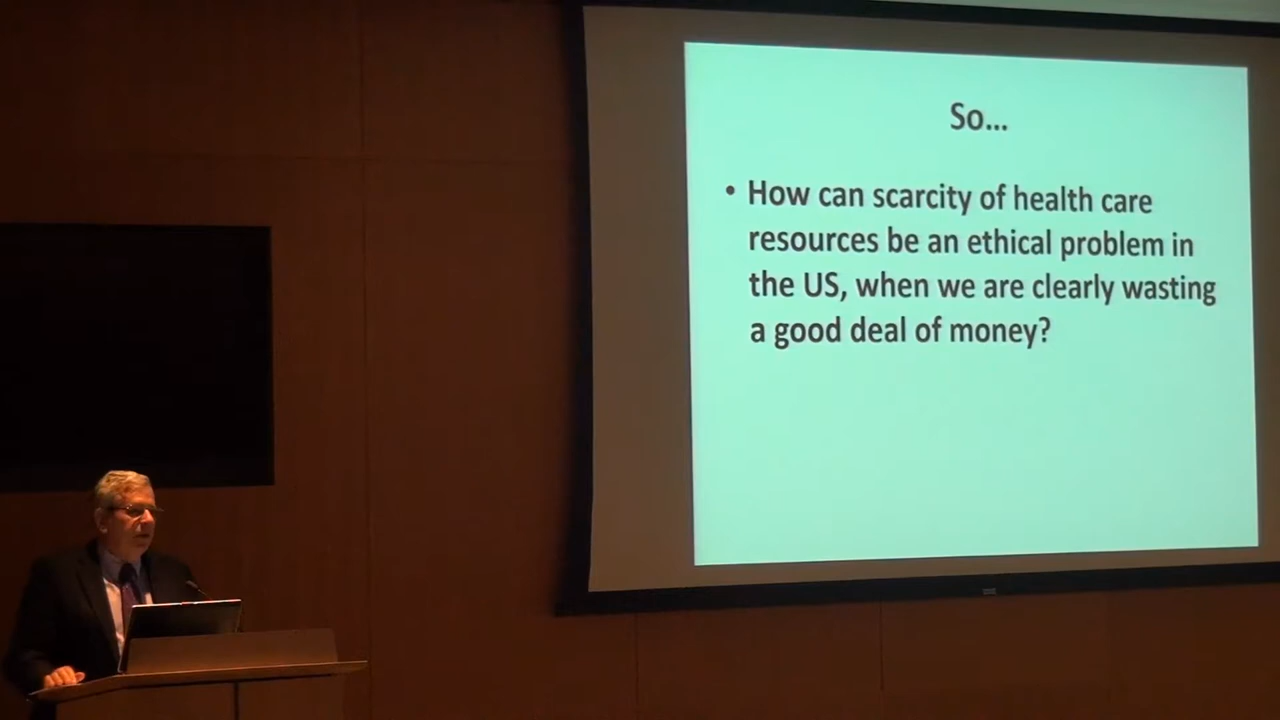 So...
• How can scarcity of health care
resources be an ethical problem in
the US, when we are clearly wasting
a good deal of money?